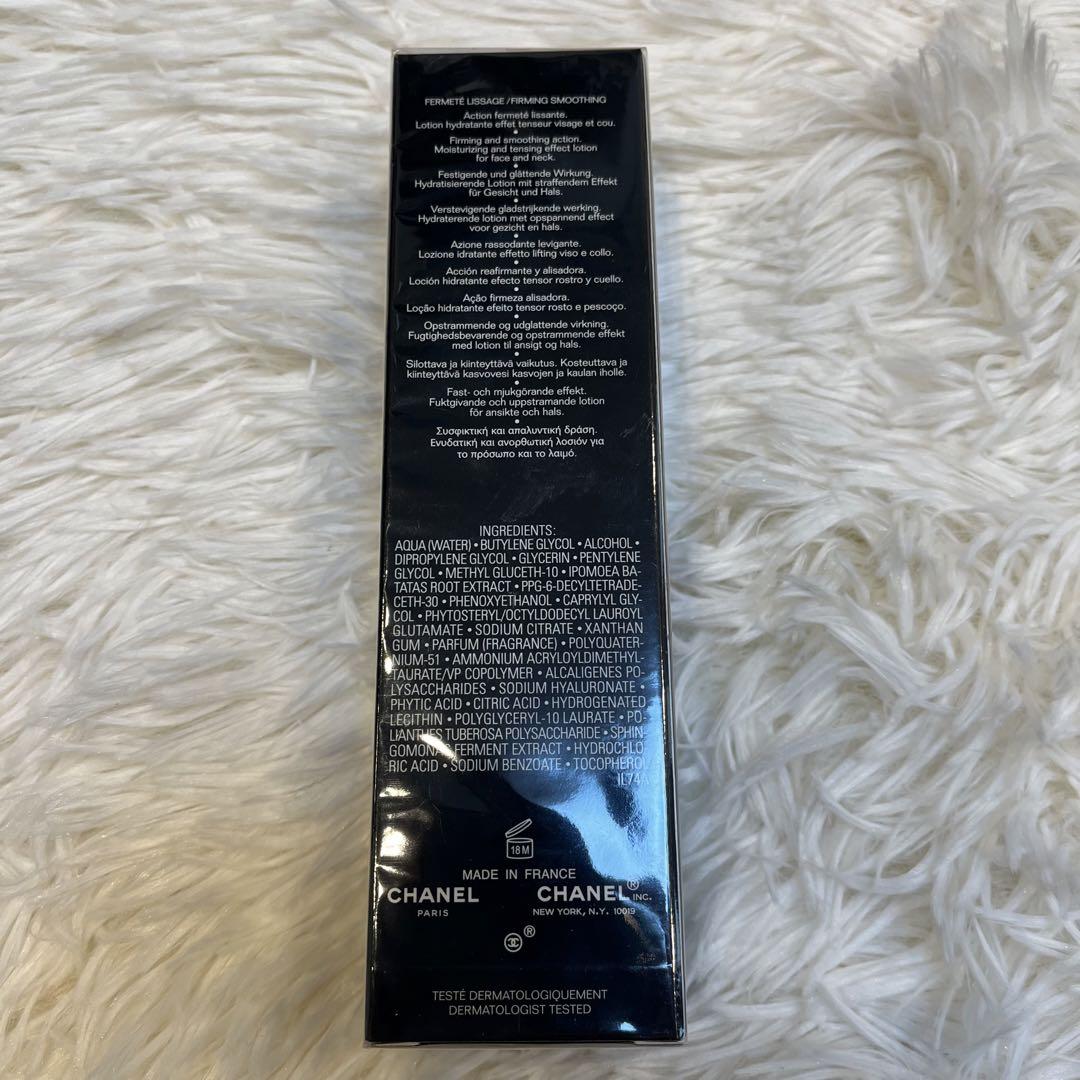 FERMETÉ LISSAGE / FIRMING SMOOTHING
Action fermeté lissante.
Lotion hydratante effet tenseur visage et cou.
•
Firming and smoothing action.
Moisturizing and tensing effect lotion
for face and neck.
•
Festigende und glättende Wirkung.
Hydratisierende Lotion mit straffendem Effekt
für Gesicht und Hals.
•
Verstevigende gladstrijkende werking.
Hydraterende lotion met opspannend effect
voor gezicht en hals.
•
Azione rassodante levigante.
Lozione idratante effetto lifting viso e collo.
•
Acción reafirmante y alisadora.
Loción hidratante efecto tensor rostro y cuello.
•
Ação firmeza alisadora.
Loção hidratante efeito tensor rosto e pescoço.
•
Opstrammende og udglattende virkning.
Fugtighedsbevarende og opstrammende effekt
med lotion til ansigt og hals.
•
Silottava ja kiinteyttävä vaikutus. Kosteuttava ja
kiinteyttävä kasvovesi kasvojen ja kaulan iholle.
•
Fast- och mjukgörande effekt.
Fuktgivande och uppstramande lotion
för ansikte och hals.
•
Συσφικτική και απαλυντική δράση.
Ενυδατική και ανορθωτική λοσιόν για
το πρόσωπο και το λαιμό.
INGREDIENTS:
AQUA (WATER) • BUTYLENE GLYCOL • ALCOHOL •
DIPROPYLENE GLYCOL • GLYCERIN • PENTYLENE
GLYCOL • METHYL GLUCETH-10 • IPOMOEA BA-
TATAS ROOT EXTRACT • PPG-6-DECYLTETRADE-
CETH-30 • PHENOXYETHANOL • CAPRYLYL GLY-
COL • PHYTOSTERYL/OCTYLDODECYL LAUROYL
GLUTAMATE • SODIUM CITRATE • XANTHAN
GUM • PARFUM (FRAGRANCE) • POLYQUATER-
NIUM-51 • AMMONIUM ACRYLOYLDIMETHYL-
TAURATE/VP COPOLYMER • ALCALIGENES PO-
LYSACCHARIDES • SODIUM HYALURONATE •
PHYTIC ACID • CITRIC ACID • HYDROGENATED
LECITHIN • POLYGLYCERYL-10 LAURATE • PO-
LIANTHES TUBEROSA POLYSACCHARIDE • SPHIN-
GOMONAS FERMENT EXTRACT • HYDROCHLO-
RIC ACID • SODIUM BENZOATE • TOCOPHEROL
IL74A
18 M
MADE IN FRANCE
CHANEL CHANEL® INC.
PARIS NEW YORK, N.Y. 10019
®
TESTÉ DERMATOLOGIQUEMENT
DERMATOLOGIST TESTED